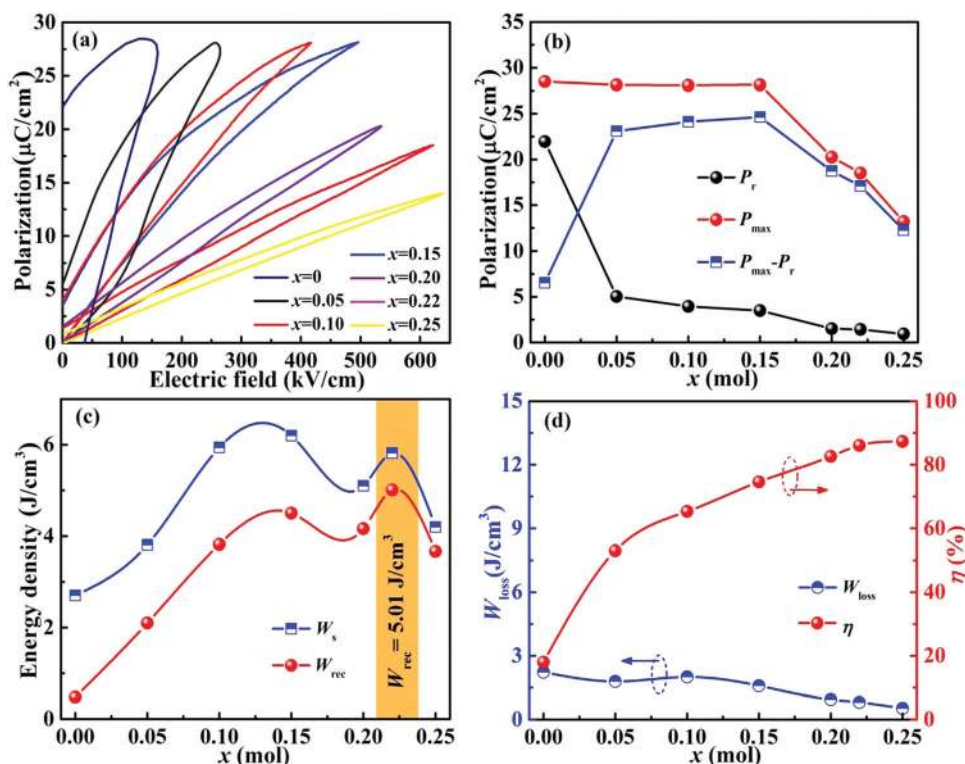 (a)
30
25
20
15
10
5
0
Polarization(μC/cm²)
0 100 200 300 400 500 600
Electric field (kV/cm)
x=0
x=0.05
x=0.10
x=0.15
x=0.20
x=0.22
x=0.25
(b)
35
30
25
20
15
10
5
0
Polarization(μC/cm²)
Pr
Pmax
Pmax-Pr
0.00 0.05 0.10 0.15 0.20 0.25
x (mol)
(c)
6
4
2
0
Energy density (J/cm³)
Ws
Wrec
Wrec = 5.01 J/cm³
0.00 0.05 0.10 0.15 0.20 0.25
x (mol)
(d)
15
12
9
6
3
0
Wloss(J/cm³)
Wloss
η
100
80
60
40
20
0
η (%)
0.00 0.05 0.10 0.15 0.20 0.25
x (mol)